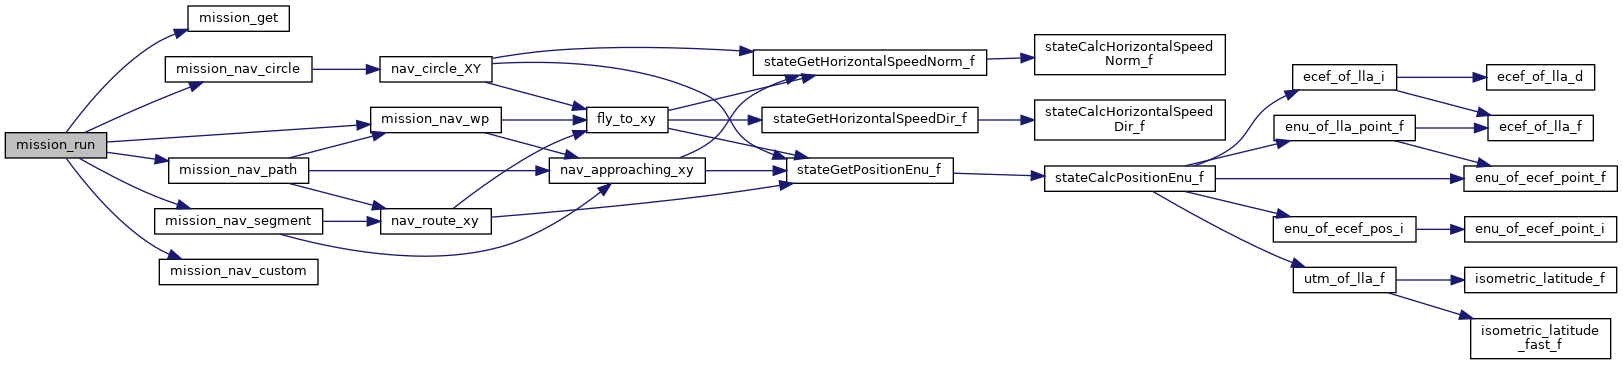 mission_run
mission_get
mission_nav_circle
mission_nav_wp
mission_nav_path
mission_nav_segment
mission_nav_custom
nav_circle_XY
nav_route_xy
fly_to_xy
nav_approaching_xy
stateGetHorizontalSpeedNorm_f
stateGetHorizontalSpeedDir_f
stateGetPositionEnu_f
stateCalcHorizontalSpeed
Norm_f
stateCalcHorizontalSpeed
Dir_f
stateCalcPositionEnu_f
ecef_of_lla_i
enu_of_lla_point_f
enu_of_ecef_pos_i
utm_of_lla_f
ecef_of_lla_d
ecef_of_lla_f
enu_of_ecef_point_f
enu_of_ecef_point_i
isometric_latitude_f
isometric_latitude
_fast_f